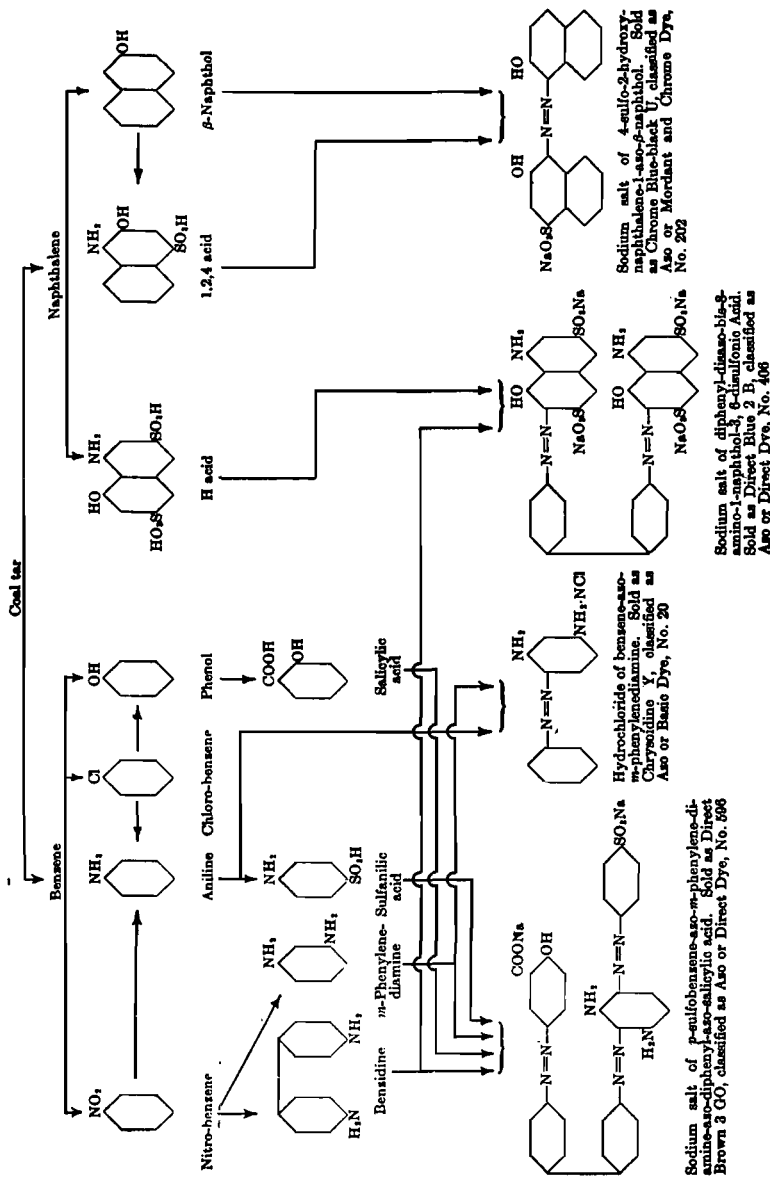 Coal tar
Benzene
Naphthalene
NO₂
NH₂
Cl
OH
HO NH₂
HO₃S SO₃H
NH₂
OH
SO₃H
OH
Nitro-benzene
Aniline
Chloro-benzene
Phenol
H acid
1,2,4 acid
β-Naphthol
H₂N NH₂
NH₂
NH₂
NH₂
SO₃H
COOH
OH
Benzidine
m-Phenylene-
diamine
Sulfanilic
acid
Salicylic
acid
COONa
—N=N— OH
NH₂
—N=N— —N=N— SO₃Na
H₂N
NH₂
—N=N— NH₂·NCl
HO NH₂
—N=N—
NaO₃S SO₃Na
HO NH₂
—N=N—
NaO₃S SO₃Na
OH HO
—N=N—
NaO₃S
Sodium salt of p-sulfobenzene-azo-m-phenylene-di-
amine-azo-diphenyl-azo-salicylic acid. Sold as Direct
Brown 3 GO, classified as Azo or Direct Dye, No. 596
Hydrochloride of benzene-azo-
m-phenylenediamine. Sold as
Chrysoidine Y, classified as
Azo or Basic Dye, No. 20
Sodium salt of diphenyl-disazo-bis-8-
amino-1-naphthol-3, 6-disulfonic Acid.
Sold as Direct Blue 2 B, classified as
Azo or Direct Dye, No. 406
Sodium salt of 4-sulfo-2-hydroxy-
naphthalene-1-azo-β-naphthol. Sold
as Chrome Blue-black U, classified as
Azo or Mordant and Chrome Dye,
No. 202